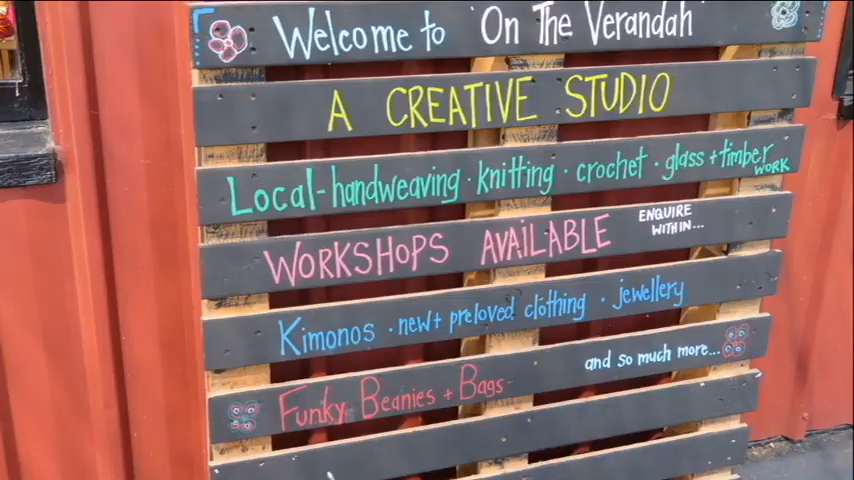 Welcome to 'On The Verandah'
A CREATIVE STUDIO
Local-handweaving · knitting · crochet · glass + timber WORK
WORKSHOPS AVAILABLE ENQUIRE WITHIN...
Kimonos · new + preloved clothing · jewellery
Funky Beanies + Bags and so much more...